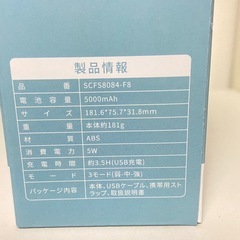 製品情報
品番 SCFS8084-F8
電池容量 5000mAh
サイズ 181.6*75.7*31.8mm
重量 本体約181g
材質 ABS
消費電力 5W
充電時間 約3.5H(USB充電)
モード 3モード(弱·中·強)
パッケージ内容 本体、USBケーブル、携帯用スト
ラップ、取扱説明書